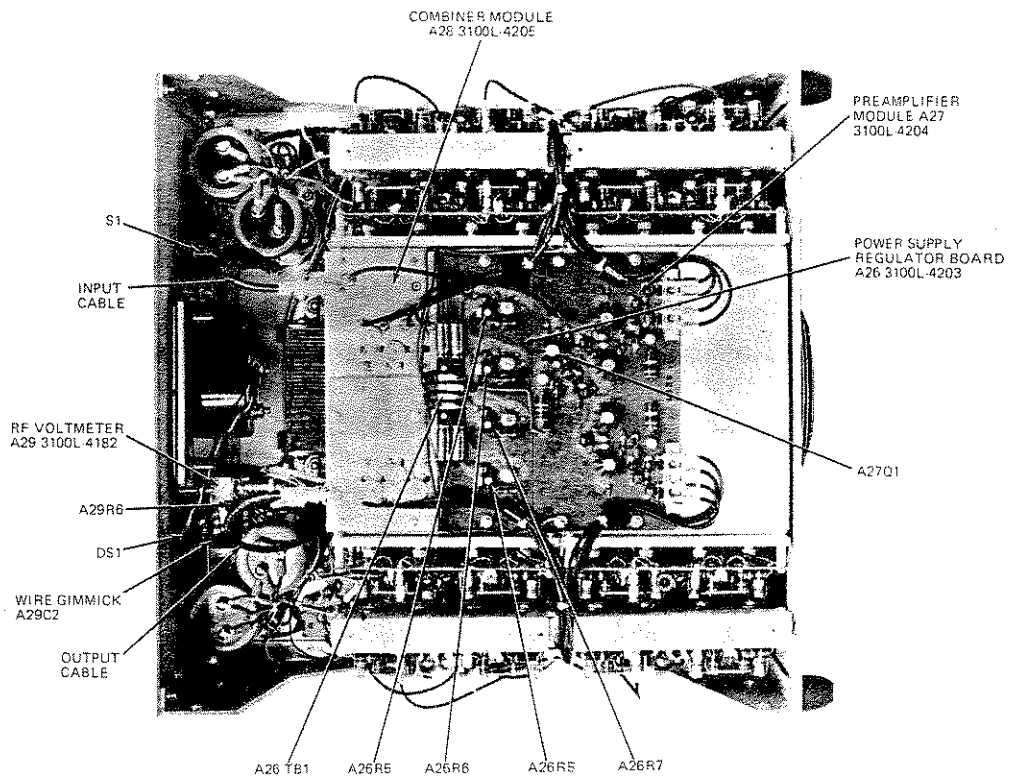 COMBINER MODULE
A28 3100L-4205
PREAMPLIFIER
MODULE A27
3100L-4204
S1
POWER SUPPLY
REGULATOR BOARD
A26 3100L-4203
INPUT
CABLE
RF VOLTMETER
A29 3100L-4182
A27Q1
A29R6
DS1
WIRE GIMMICK
A29C2
OUTPUT
CABLE
A26 TB1
A26R5
A26R6
A26R8
A26R7